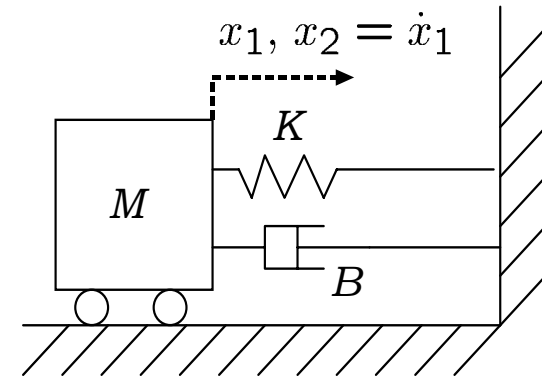 x₁, x₂ = ẋ₁
K
M
B